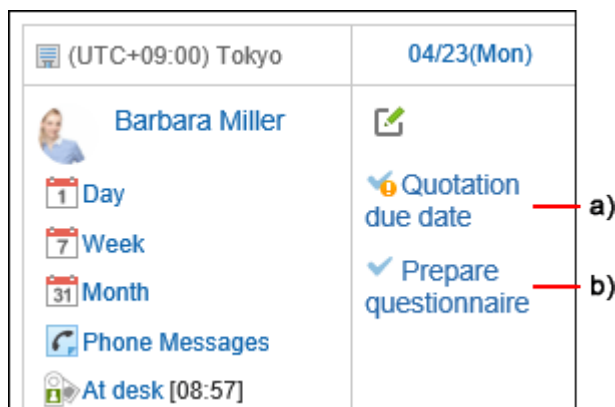 (UTC+09:00) Tokyo
04/23(Mon)
Barbara Miller
1 Day
7 Week
31 Month
Phone Messages
At desk [08:57]
Quotation
due date
a)
Prepare
questionnaire
b)